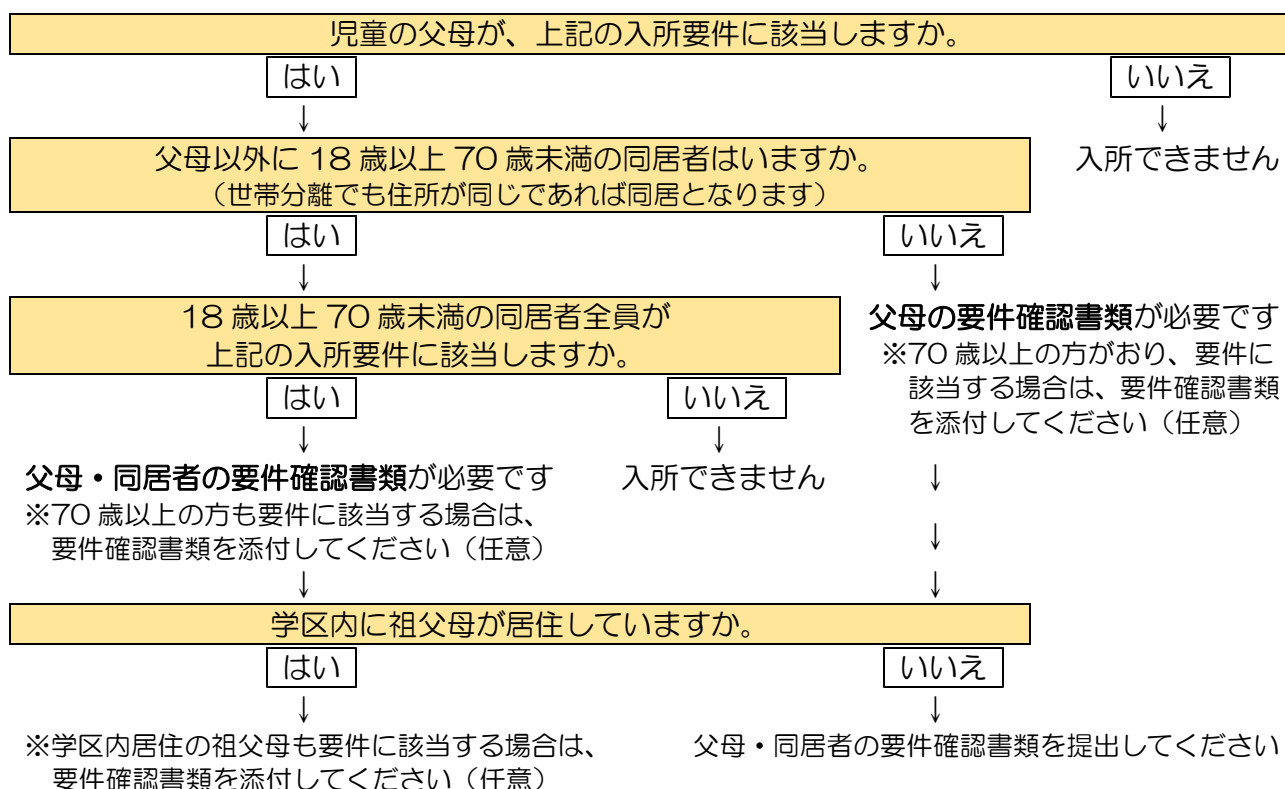 児童の父母が、上記の入所要件に該当しますか。
はい
いいえ
↓
↓
父母以外に 18 歳以上 70 歳未満の同居者はいますか。
(世帯分離でも住所が同じであれば同居となります)
入所できません
はい
いいえ
↓
↓
18 歳以上 70 歳未満の同居者全員が
上記の入所要件に該当しますか。
父母の要件確認書類が必要です
※70 歳以上の方がおり、要件に
該当する場合は、要件確認書類
を添付してください(任意)
はい
いいえ
↓
↓
父母・同居者の要件確認書類が必要です
※70 歳以上の方も要件に該当する場合は、
要件確認書類を添付してください(任意)
入所できません
↓
↓
↓
↓
学区内に祖父母が居住していますか。
はい
いいえ
↓
↓
※学区内居住の祖父母も要件に該当する場合は、
要件確認書類を添付してください(任意)
父母・同居者の要件確認書類を提出してください